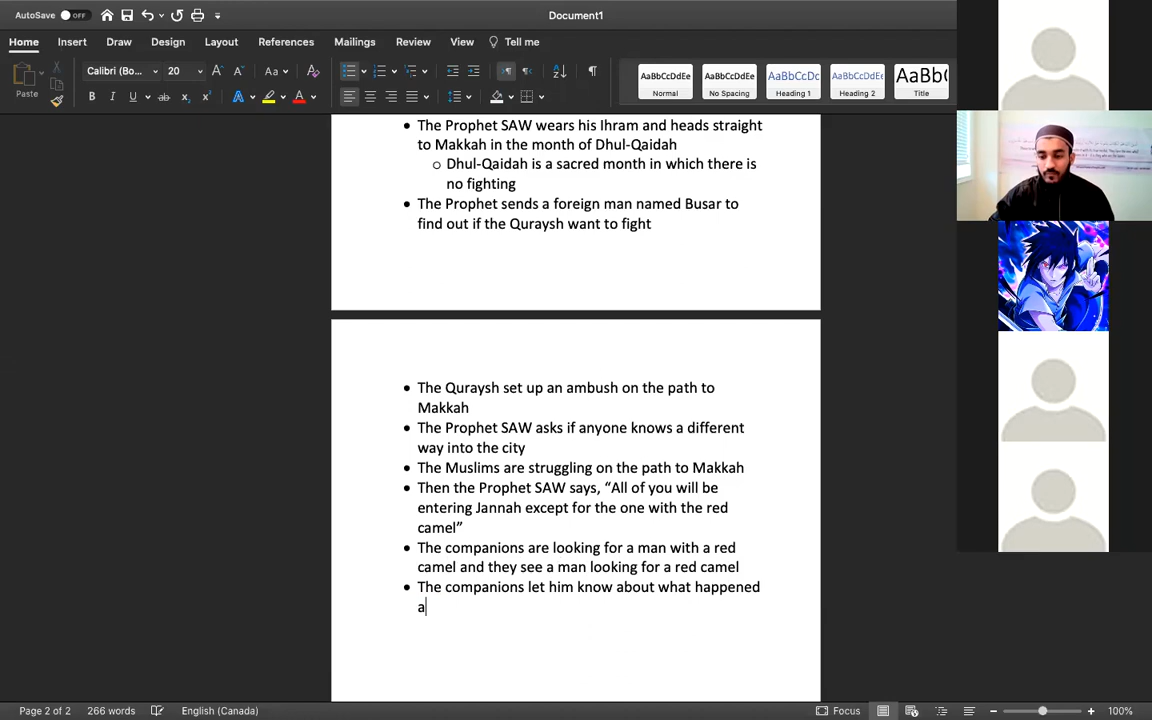 AutoSave OFF Document1
Home Insert Draw Design Layout References Mailings Review View Tell me
Paste Calibri (Bo... 20 Aa AaBbCcDdEe AaBbCcDdEe AaBbCcDc AaBbCcDdEe AaBb(
B I U ab x₂ x² A A Normal No Spacing Heading 1 Heading 2 Title
• The Prophet SAW wears his Ihram and heads straight
to Makkah in the month of Dhul-Qaidah
o Dhul-Qaidah is a sacred month in which there is
no fighting
• The Prophet sends a foreign man named Busar to
find out if the Quraysh want to fight
• The Quraysh set up an ambush on the path to
Makkah
• The Prophet SAW asks if anyone knows a different
way into the city
• The Muslims are struggling on the path to Makkah
• Then the Prophet SAW says, “All of you will be
entering Jannah except for the one with the red
camel”
• The companions are looking for a man with a red
camel and they see a man looking for a red camel
• The companions let him know about what happened
a
Page 2 of 2 266 words English (Canada) Focus 100%